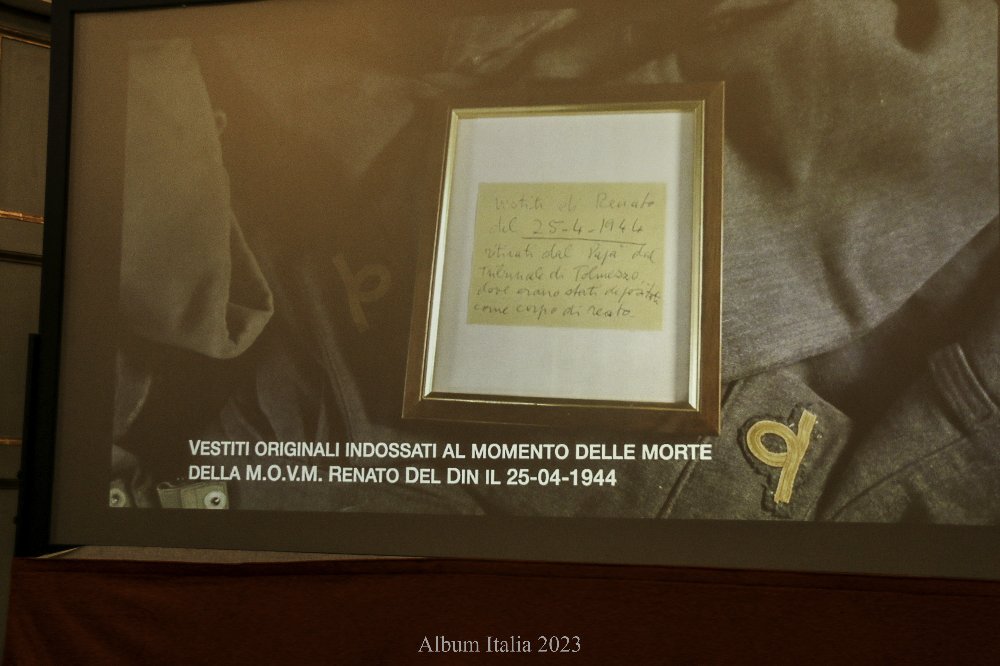 Vestiti di Renato
del 25-4-1944
ritirati dal Papà dal
Tribunale di Tolmezzo
dove erano stati depositati
come corpo di reato
VESTITI ORIGINALI INDOSSATI AL MOMENTO DELLE MORTE
DELLA M.O.V.M. RENATO DEL DIN IL 25-04-1944
Album Italia 2023